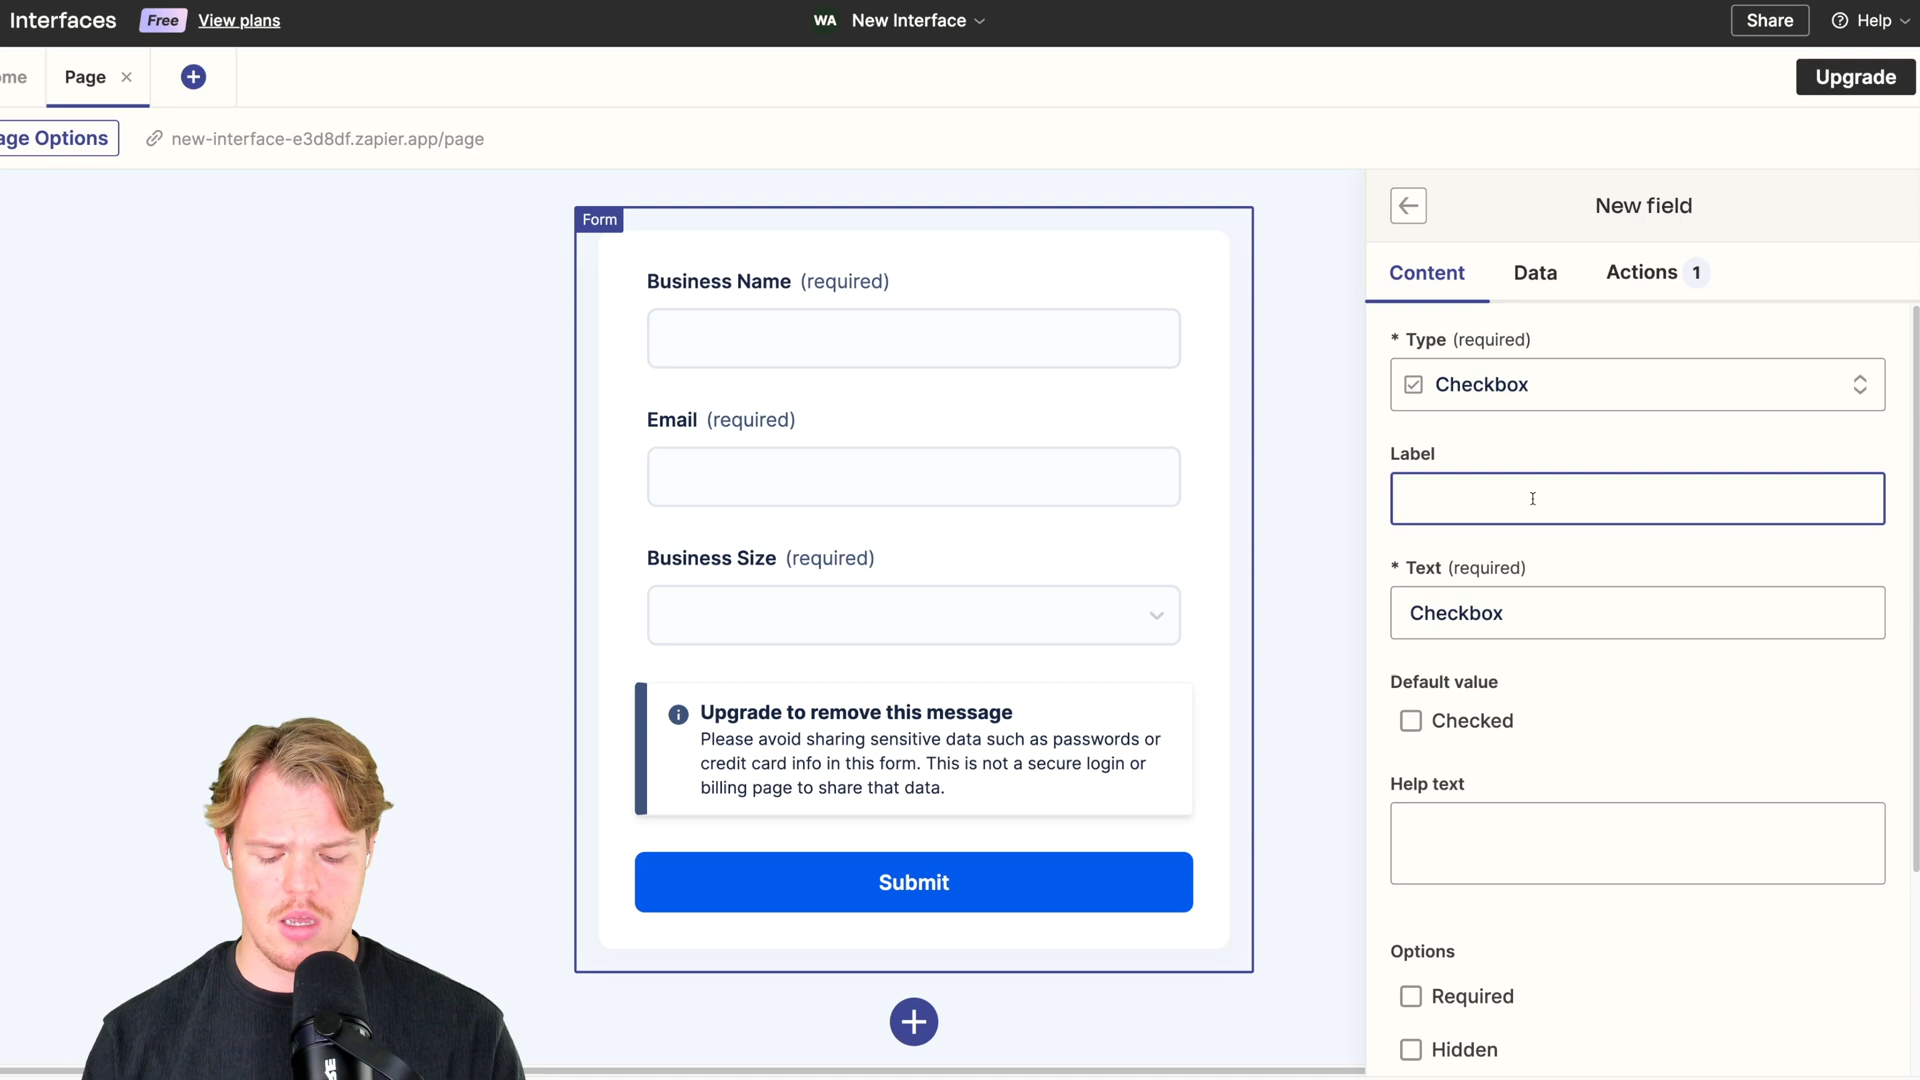 Interfaces Free View plans
WA New Interface
Share Help
ome Page
Upgrade
age Options new-interface-e3d8df.zapier.app/page
Form
Business Name (required)
Email (required)
Business Size (required)
Upgrade to remove this message
Please avoid sharing sensitive data such as passwords or
credit card info in this form. This is not a secure login or
billing page to share that data.
Submit
New field
Content Data Actions 1
* Type (required)
Checkbox
Label
* Text (required)
Checkbox
Default value
Checked
Help text
Options
Required
Hidden